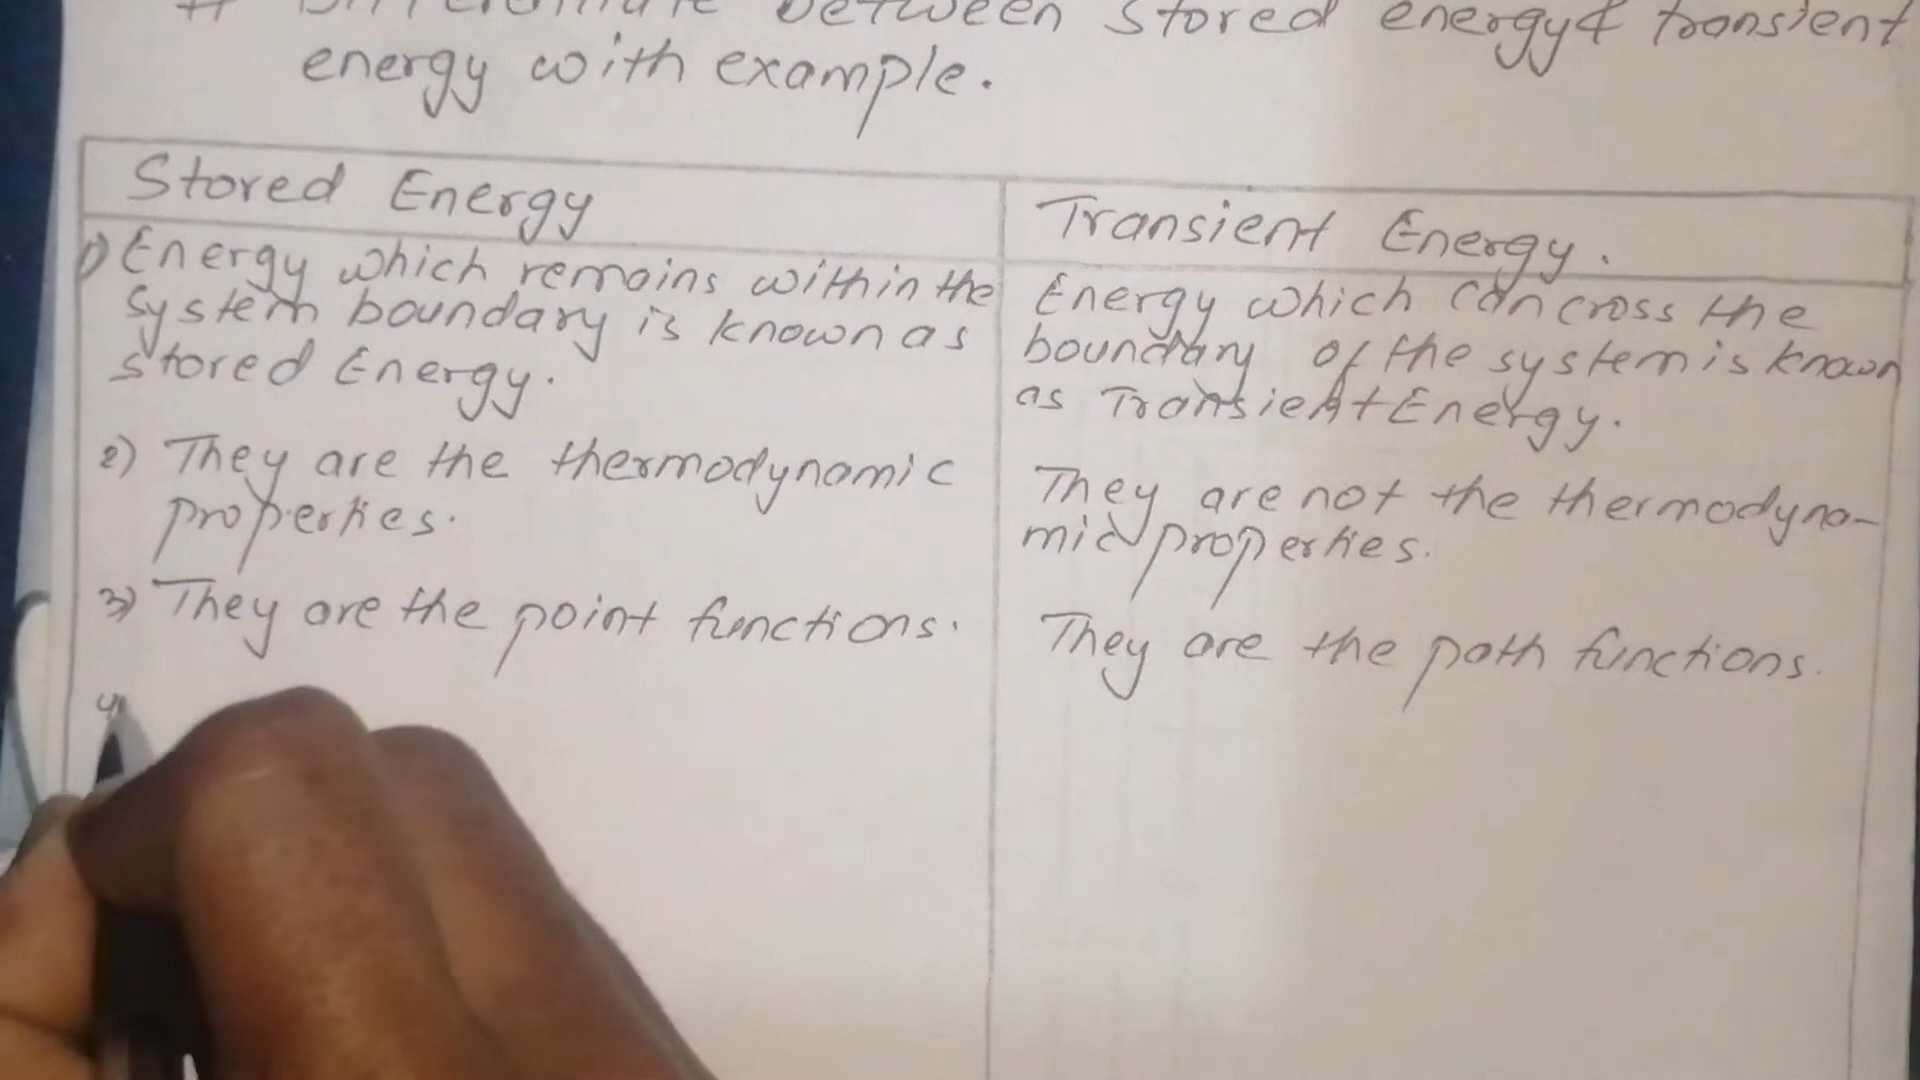 # Differentiate between stored energy & transient
energy with example.
Stored Energy
1) Energy which remains within the
system boundary is known as
stored Energy.
2) They are the thermodynamic
properties.
3) They are the point functions.
4)
Transient Energy.
Energy which can cross the
boundary of the system is known
as Transient Energy.
They are not the thermodyna-
mic properties.
They are the path functions.